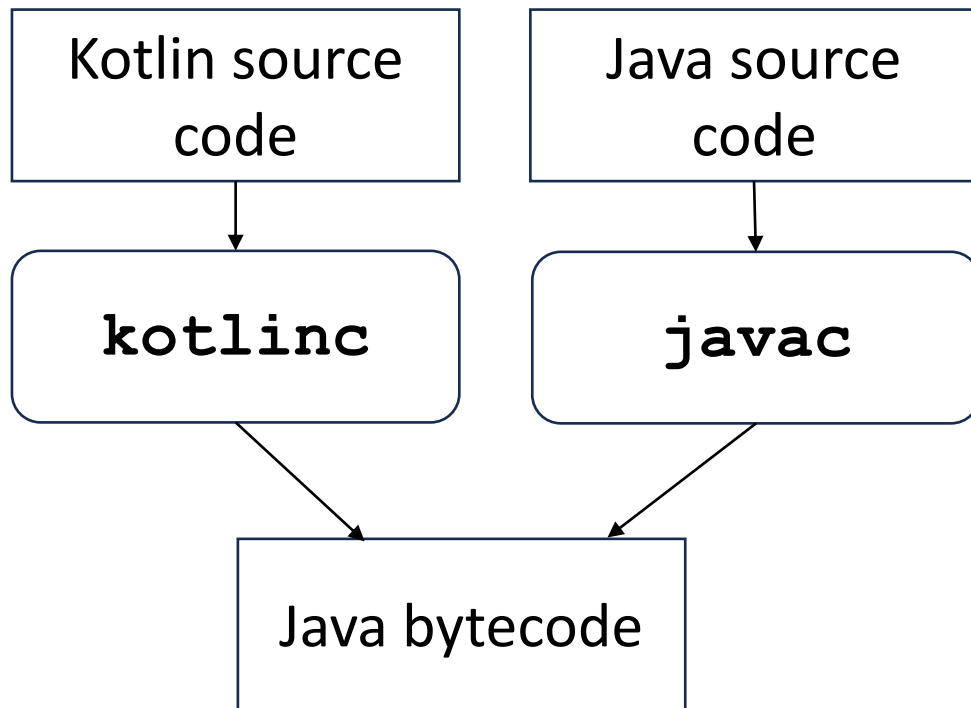 Kotlin source
code
Java source
code
kotlinc
javac
Java bytecode